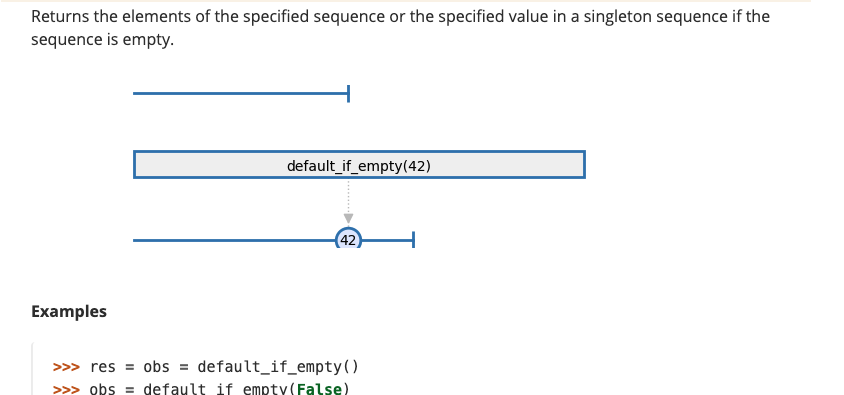 Returns the elements of the specified sequence or the specified value in a singleton sequence if the
sequence is empty.
default_if_empty(42)
42
Examples
>>> res = obs = default_if_empty()
>>> obs = default_if_empty(False)